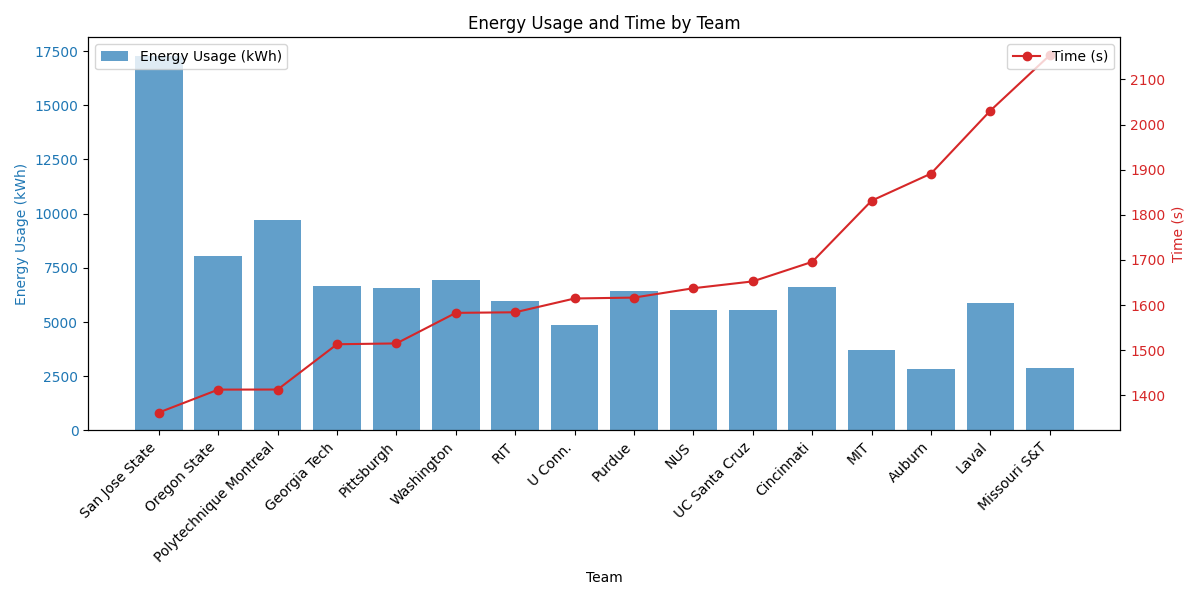 Energy Usage and Time by Team
Energy Usage (kWh)
Time (s)
Energy Usage (kWh)
17500
15000
12500
10000
7500
5000
2500
0
2100
2000
1900
1800
1700
1600
1500
1400
Time (s)
San Jose State
Oregon State
Polytechnique Montreal
Georgia Tech
Pittsburgh
Washington
RIT
U Conn.
Purdue
NUS
UC Santa Cruz
Cincinnati
MIT
Auburn
Laval
Missouri S&T
Team